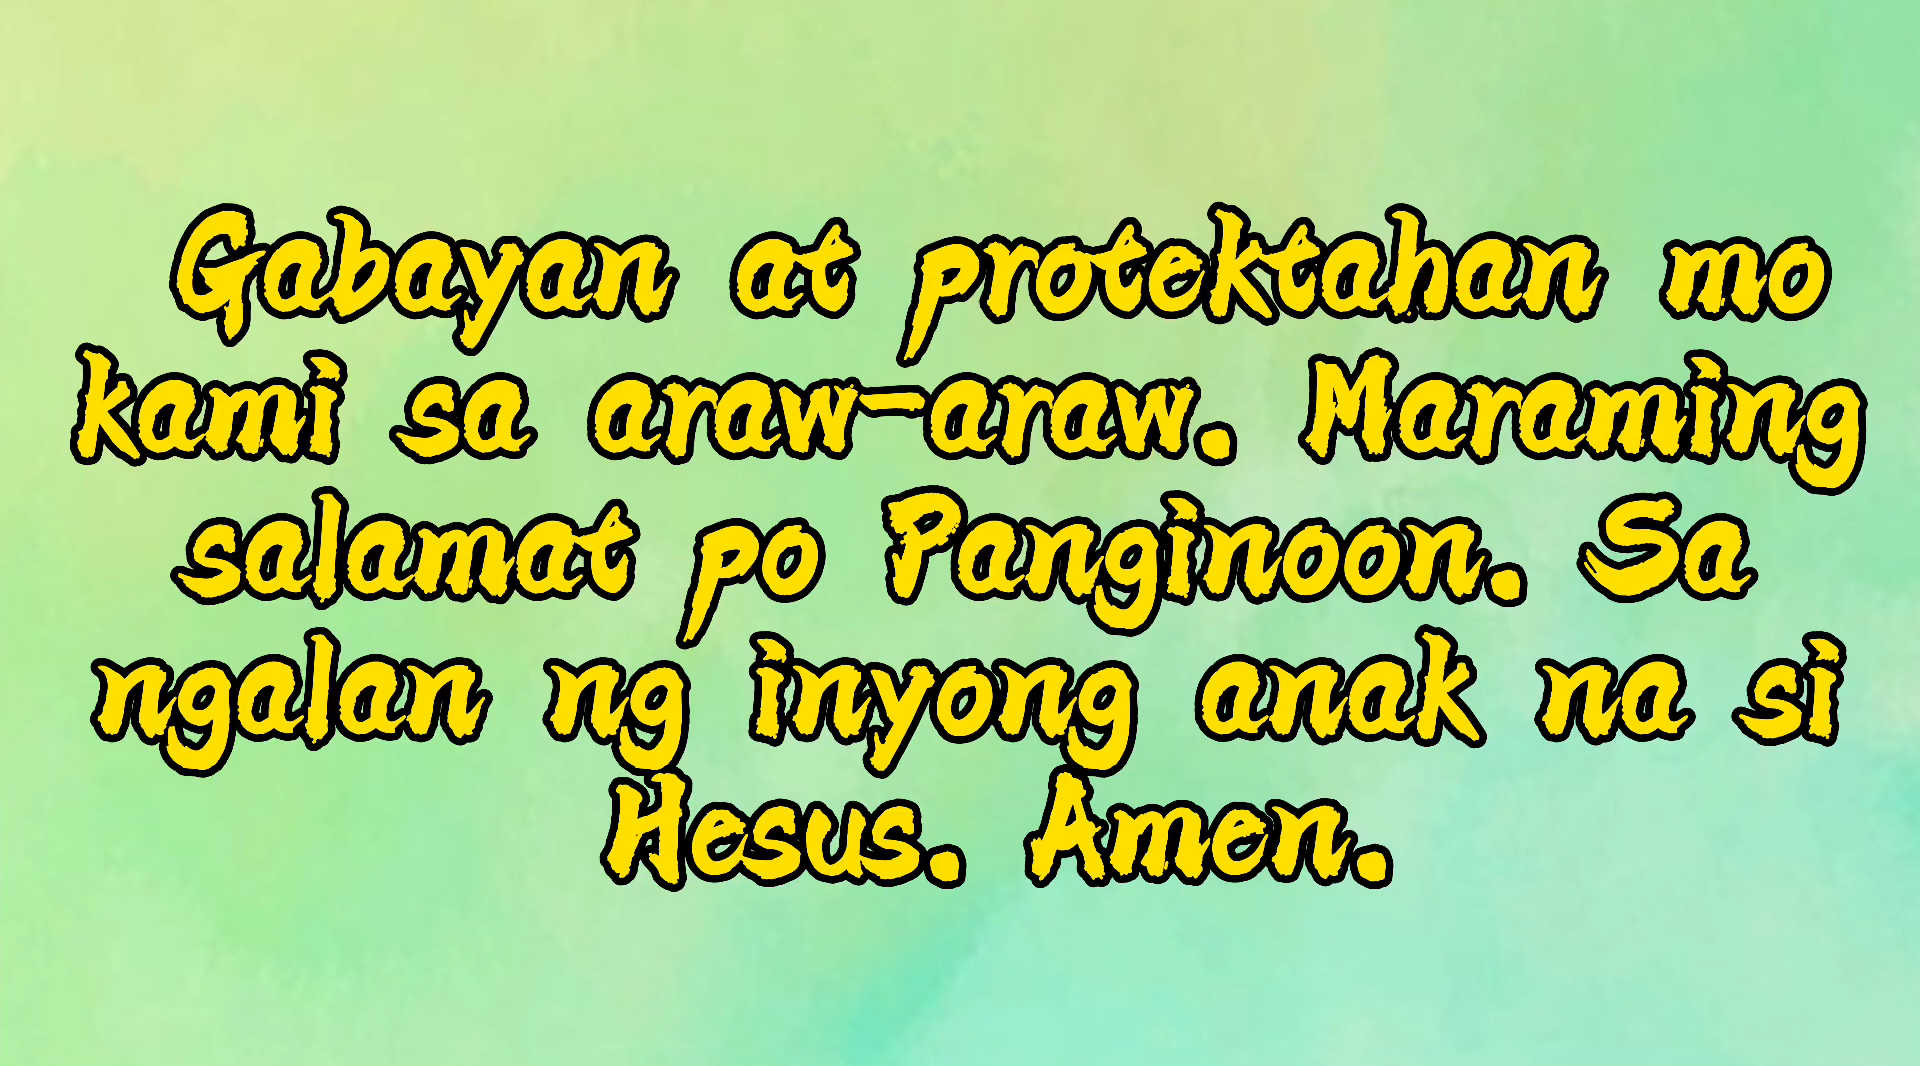 Gabayan at protektahan mo
kami sa araw-araw. Maraming
salamat po Panginoon. Sa
ngalan ng inyong anak na si
Hesus. Amen.